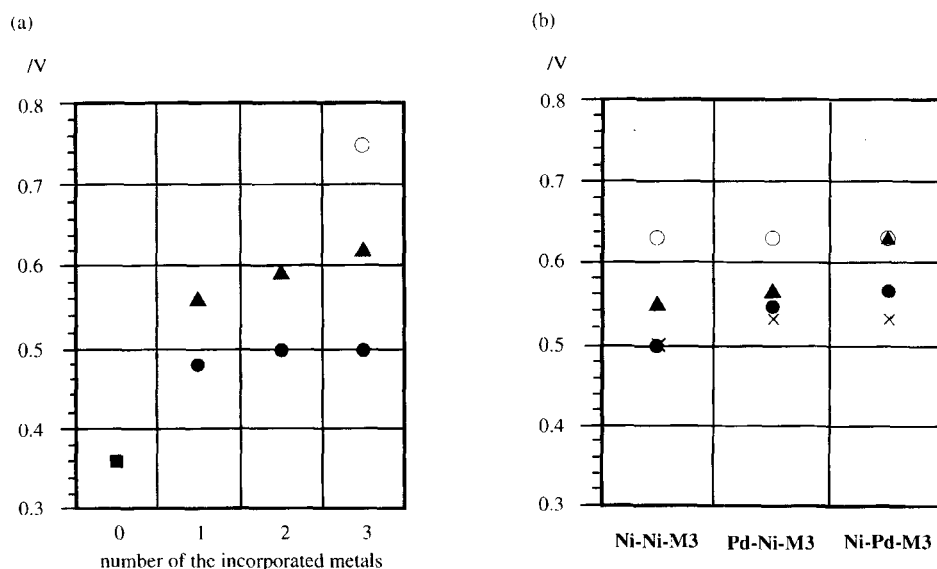 (a)
/V
0.8
0.7
0.6
0.5
0.4
0.3
0 1 2 3
number of the incorporated metals
(b)
/V
0.8
0.7
0.6
0.5
0.4
0.3
Ni-Ni-M3 Pd-Ni-M3 Ni-Pd-M3